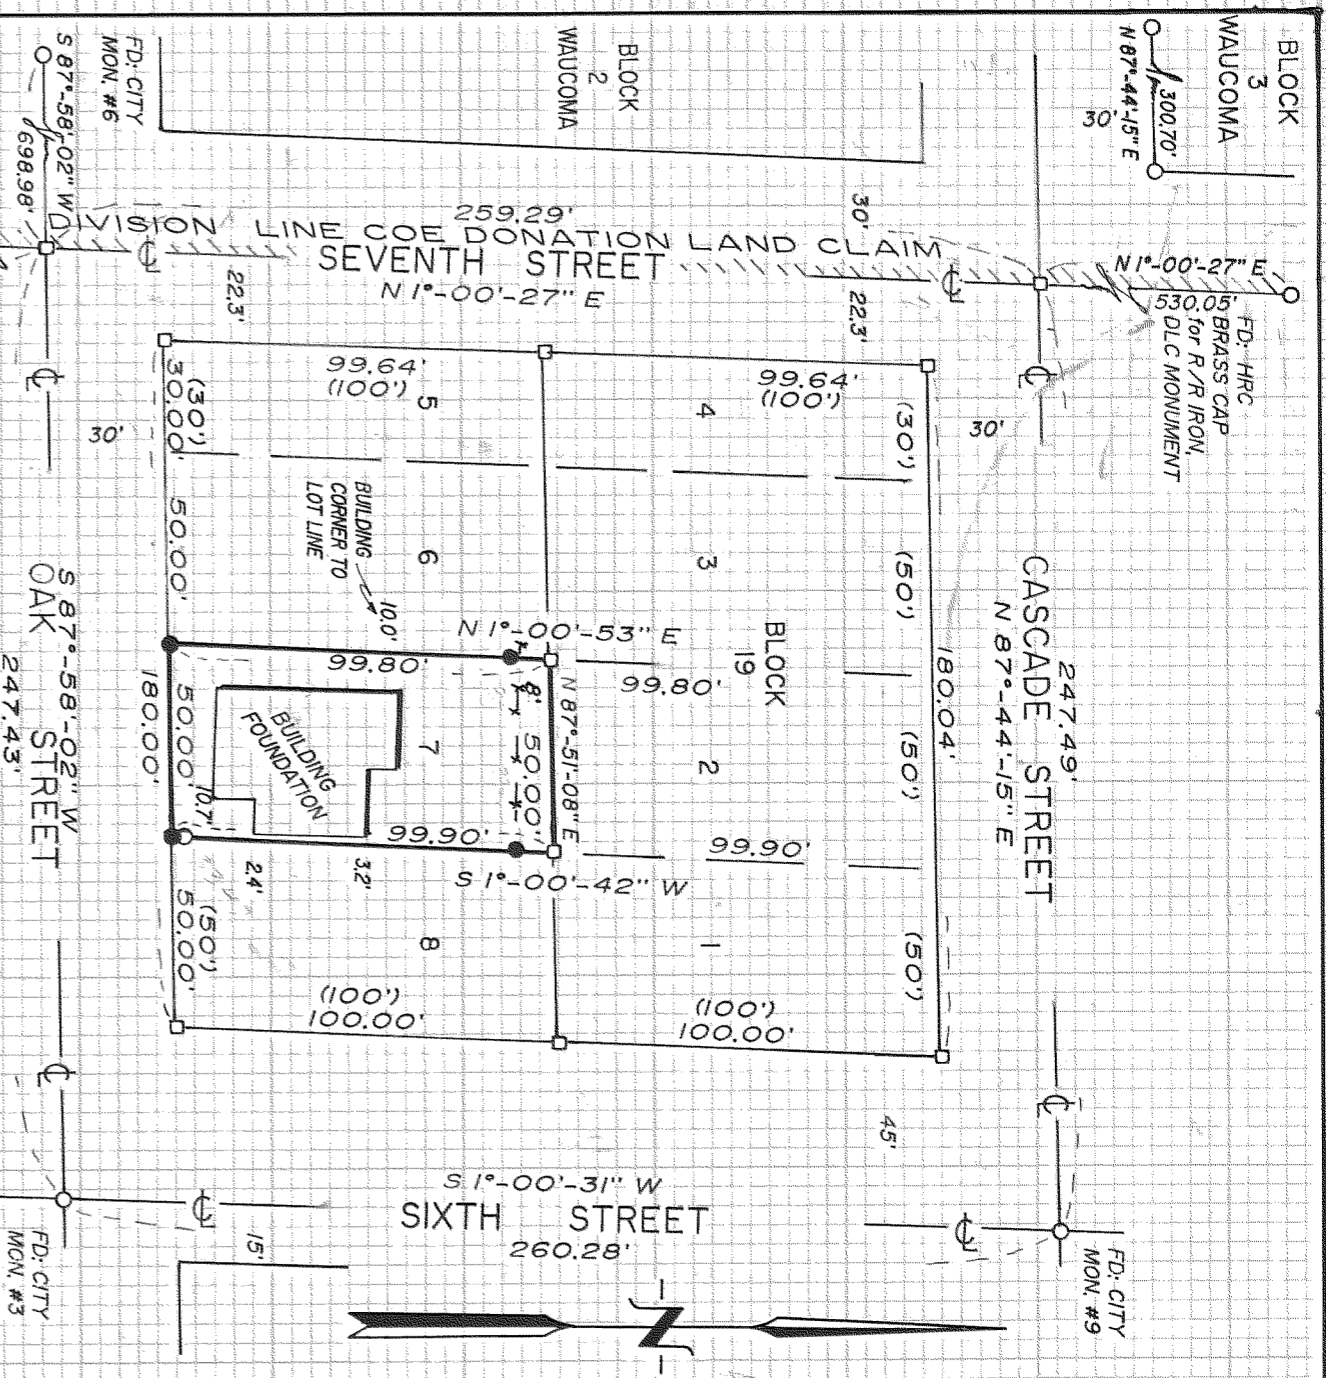 BLOCK
3
WAUCOMA
300.70'
N 87°-44'-15" E
30'
BLOCK
2
WAUCOMA
FD: CITY
MON. #6
S 87°-58'-02" W
698.98'
259.29'
DIVISION LINE COE DONATION LAND CLAIM
SEVENTH STREET
N 1°-00'-27" E
30'
22.3'
22.3'
N 1°-00'-27" E
530.05'
FD: HRC
BRASS CAP
for R/R IRON,
DLC MONUMENT
30'
30'
99.64'
(100')
99.64'
(100')
5
4
(30')
30.00'
(30')
50.00'
6
3
(50')
BUILDING
CORNER TO
LOT LINE
10.0'
N 1°-00'-53" E
99.80'
99.80'
BLOCK
19
247.49'
CASCADE STREET
N 87°-44'-15" E
180.04'
S 87°-58'-02" W
OAK STREET
247.43'
180.00'
50.00'
BUILDING
FOUNDATION
7
8'
50.00'
N 87°-51'-08" E
2
(50')
10.7'
99.90'
99.90'
2.4'
3.2'
S 1°-00'-42" W
(50')
50.00'
8
1
(50')
(100')
100.00'
(100')
100.00'
45'
S 1°-00'-31" W
SIXTH STREET
260.28'
15'
FD: CITY
MON. #3
FD: CITY
MON. #9
N